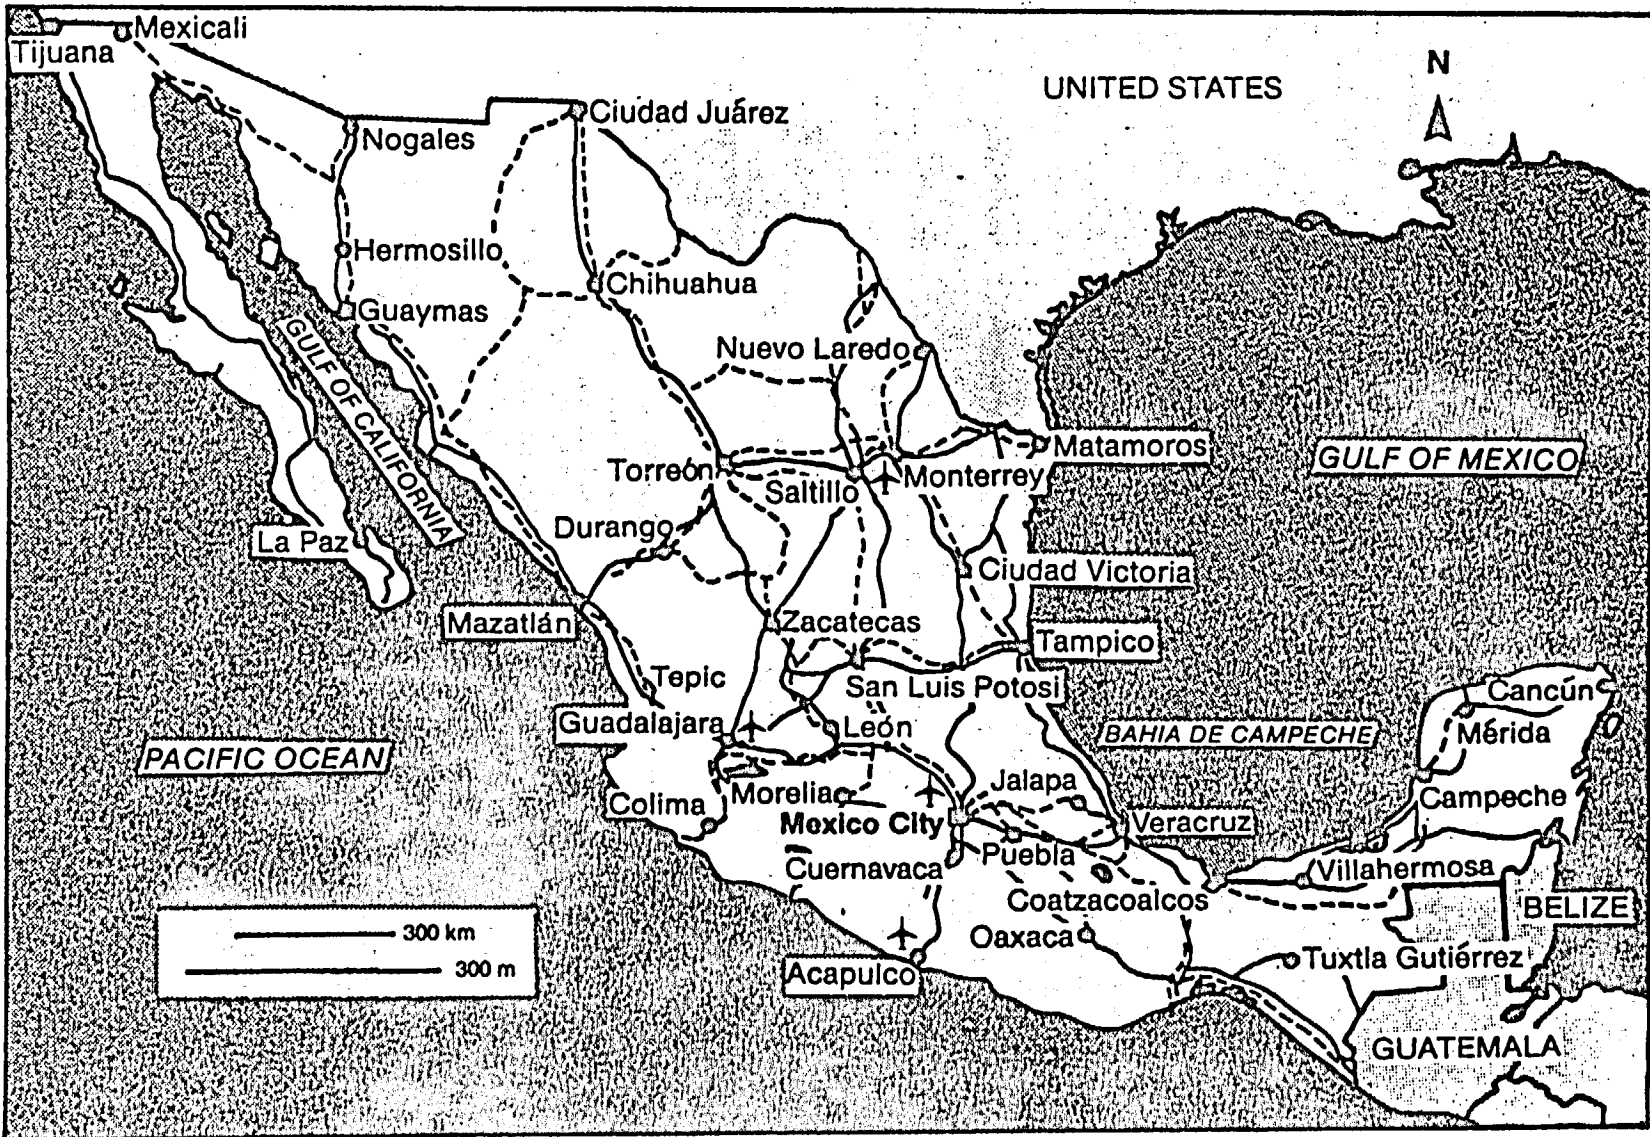 Mexicali
Tijuana
UNITED STATES
N
Ciudad Juárez
Nogales
Hermosillo
Chihuahua
Guaymas
GULF OF CALIFORNIA
Nuevo Laredo
Matamoros
GULF OF MEXICO
Torreón
Saltillo
Monterrey
Durango
La Paz
Ciudad Victoria
Mazatlán
Zacatecas
Tampico
Tepic
San Luis Potosi
Cancún
Guadalajara
León
BAHIA DE CAMPECHE
Mérida
PACIFIC OCEAN
Colima
Morelia
Jalapa
Campeche
Mexico City
Veracruz
Cuernavaca
Puebla
Villahermosa
Coatzacoalcos
BELIZE
300 km
Oaxaca
Tuxtla Gutiérrez
300 m
Acapulco
GUATEMALA